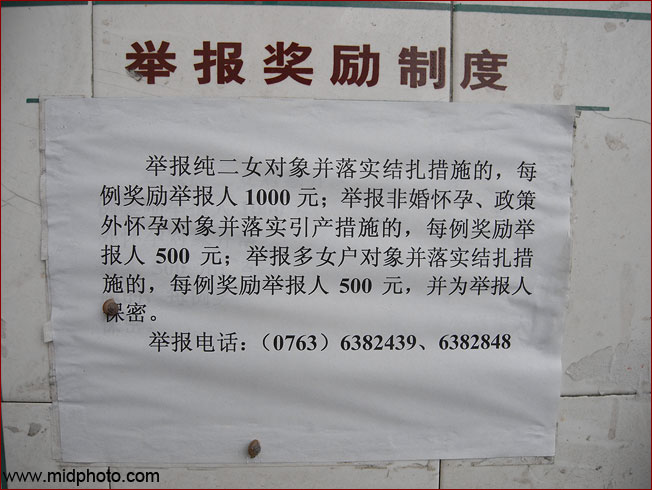 举报奖励制度
举报纯二女对象并落实结扎措施的，每
例奖励举报人 1000 元；举报非婚怀孕、政策
外怀孕对象并落实引产措施的，每例奖励举
报人 500 元；举报多女户对象并落实结扎措
施的，每例奖励举报人 500 元，并为举报人
保密。
举报电话：（0763）6382439、6382848
www.midphoto.com